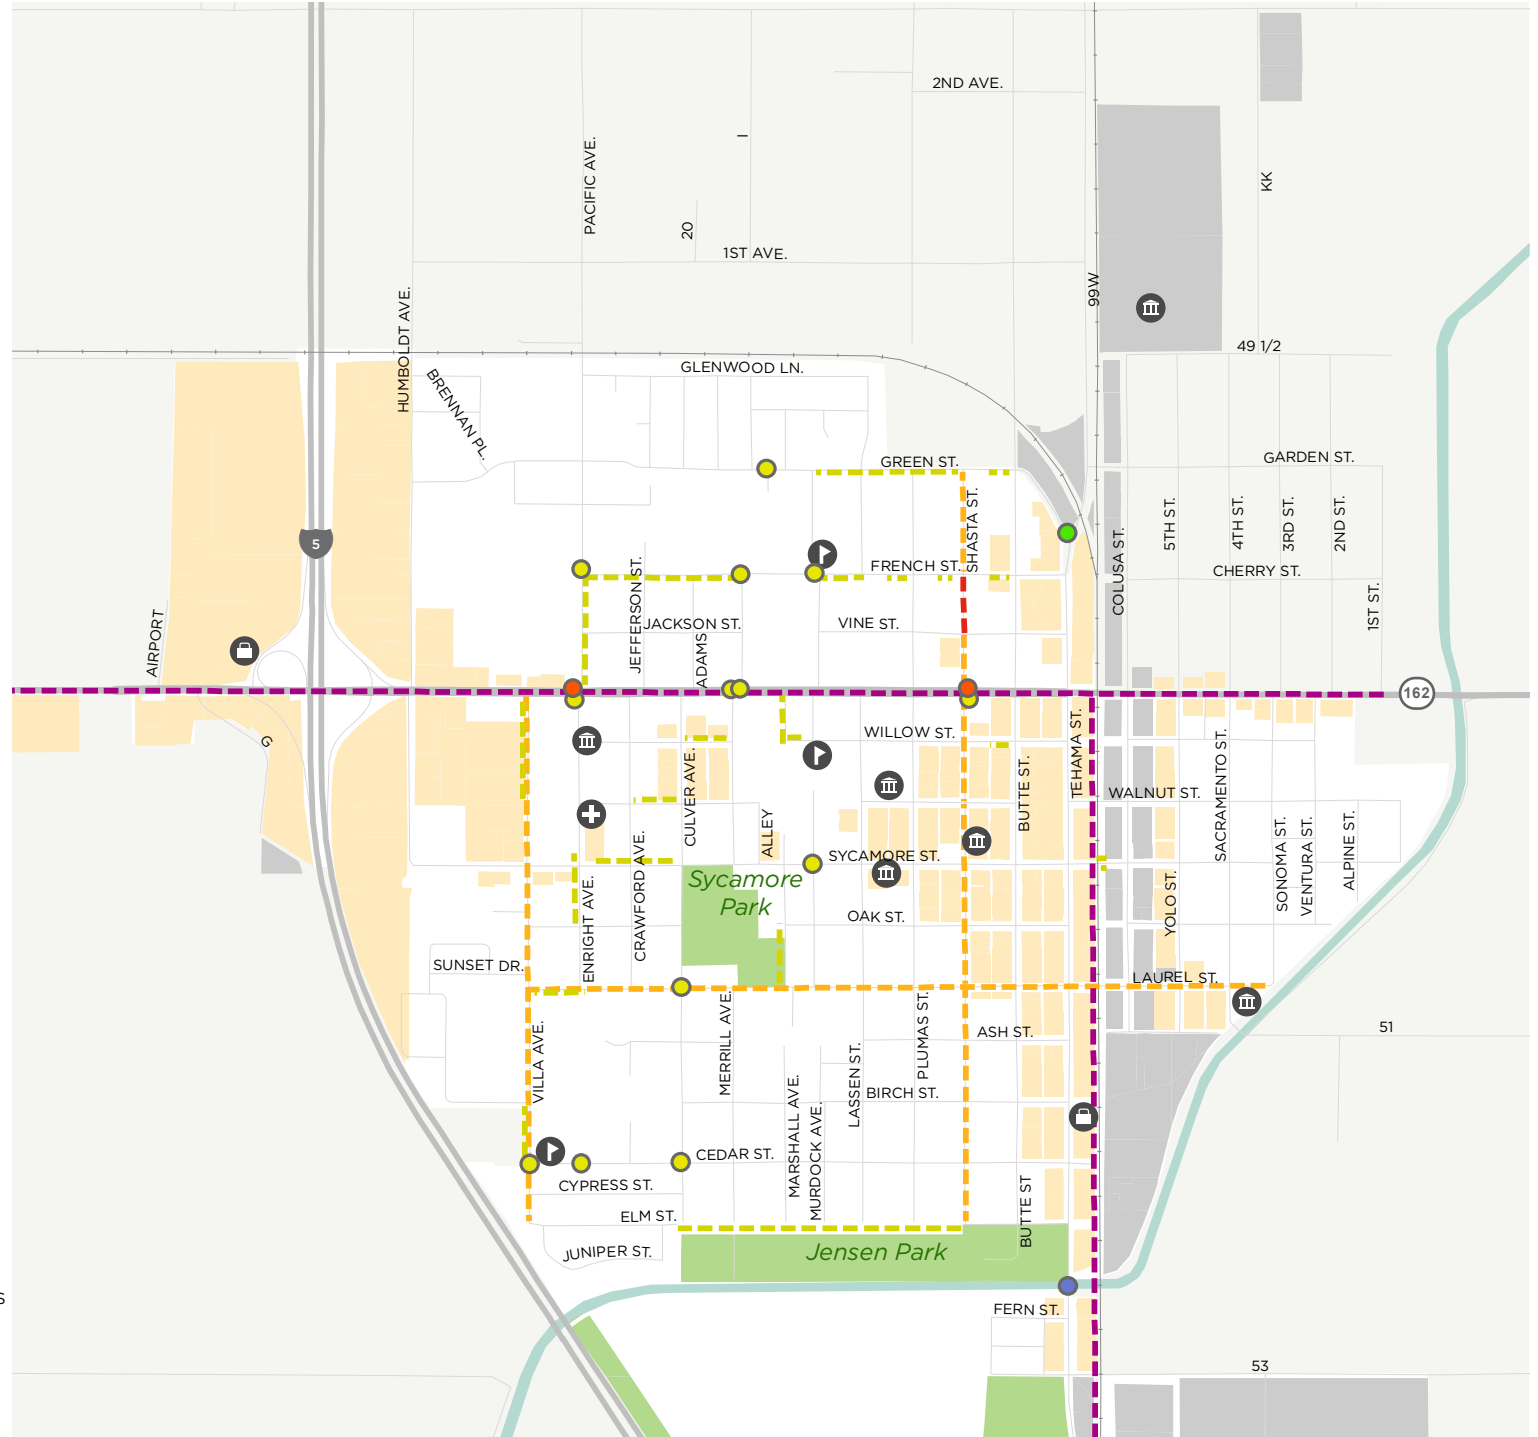 2ND AVE.
I
PACIFIC AVE.
KK
20
1ST AVE.
99W
HUMBOLDT AVE.
49 1/2
GLENWOOD LN.
BRENNAN PL.
GREEN ST.
GARDEN ST.
SHASTA ST.
5TH ST.
4TH ST.
3RD ST.
2ND ST.
5
FRENCH ST.
COLUSA ST.
CHERRY ST.
JEFFERSON ST.
1ST ST.
AIRPORT
JACKSON ST.
VINE ST.
ADAMS
162
G
WILLOW ST.
TEHAMA ST.
SACRAMENTO ST.
CULVER AVE.
BUTTE ST.
WALNUT ST.
ALLEY
SYCAMORE ST.
CRAWFORD AVE.
SONOMA ST.
VENTURA ST.
ALPINE ST.
Sycamore
Park
YOLO ST.
ENRIGHT AVE.
OAK ST.
SUNSET DR.
LAUREL ST.
MERRILL AVE.
PLUMAS ST.
ASH ST.
51
VILLA AVE.
LASSEN ST.
BIRCH ST.
MARSHALL AVE.
MURDOCK AVE.
CEDAR ST.
CYPRESS ST.
BUTTE ST
ELM ST.
JUNIPER ST.
Jensen Park
S
FERN ST.
53